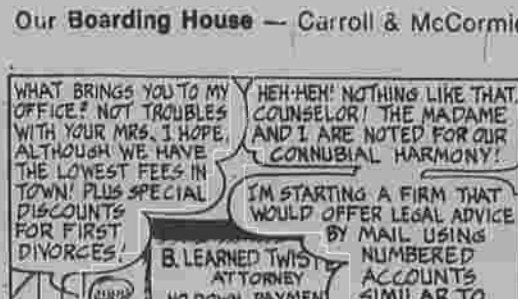 Our Boarding House — Carroll & McCormic
WHAT BRINGS YOU TO MY
OFFICE? NOT TROUBLES
WITH YOUR MRS. I HOPE,
ALTHOUGH WE HAVE
THE LOWEST FEES IN
TOWN! PLUS SPECIAL
DISCOUNTS
FOR FIRST
DIVORCES!
HEH-HEH! NOTHING LIKE THAT,
COUNSELOR! THE MADAME
AND I ARE NOTED FOR OUR
CONNUBIAL HARMONY!
I'M STARTING A FIRM THAT
WOULD OFFER LEGAL ADVICE
BY MAIL USING
NUMBERED
ACCOUNTS
SIMILAR TO
B. LEARNED TWIST
ATTORNEY
NO DOWN PAYMENT